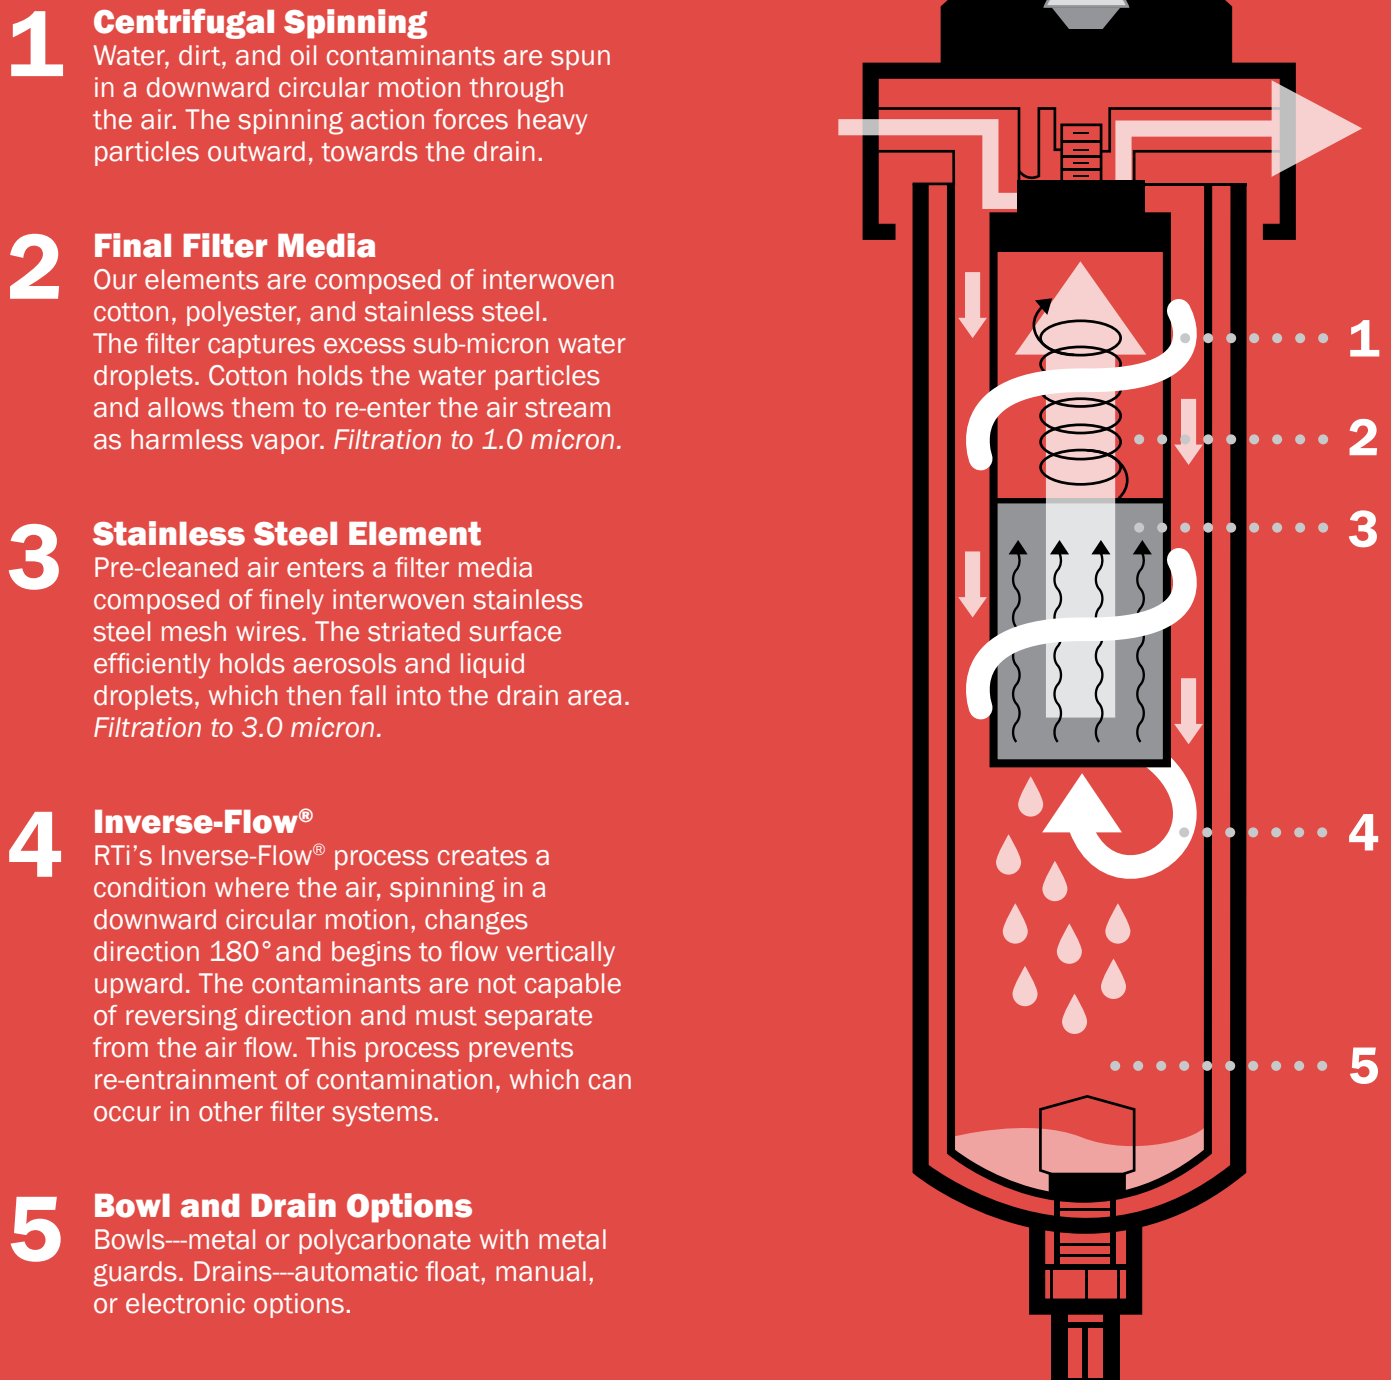 1
Centrifugal Spinning
Water, dirt, and oil contaminants are spun
in a downward circular motion through
the air. The spinning action forces heavy
particles outward, towards the drain.
2
Final Filter Media
Our elements are composed of interwoven
cotton, polyester, and stainless steel.
The filter captures excess sub-micron water
droplets. Cotton holds the water particles
and allows them to re-enter the air stream
as harmless vapor. Filtration to 1.0 micron.
3
Stainless Steel Element
Pre-cleaned air enters a filter media
composed of finely interwoven stainless
steel mesh wires. The striated surface
efficiently holds aerosols and liquid
droplets, which then fall into the drain area.
Filtration to 3.0 micron.
4
Inverse-Flow®
RTi’s Inverse-Flow® process creates a
condition where the air, spinning in a
downward circular motion, changes
direction 180° and begins to flow vertically
upward. The contaminants are not capable
of reversing direction and must separate
from the air flow. This process prevents
re-entrainment of contamination, which can
occur in other filter systems.
5
Bowl and Drain Options
Bowls---metal or polycarbonate with metal
guards. Drains---automatic float, manual,
or electronic options.
1
2
3
4
5